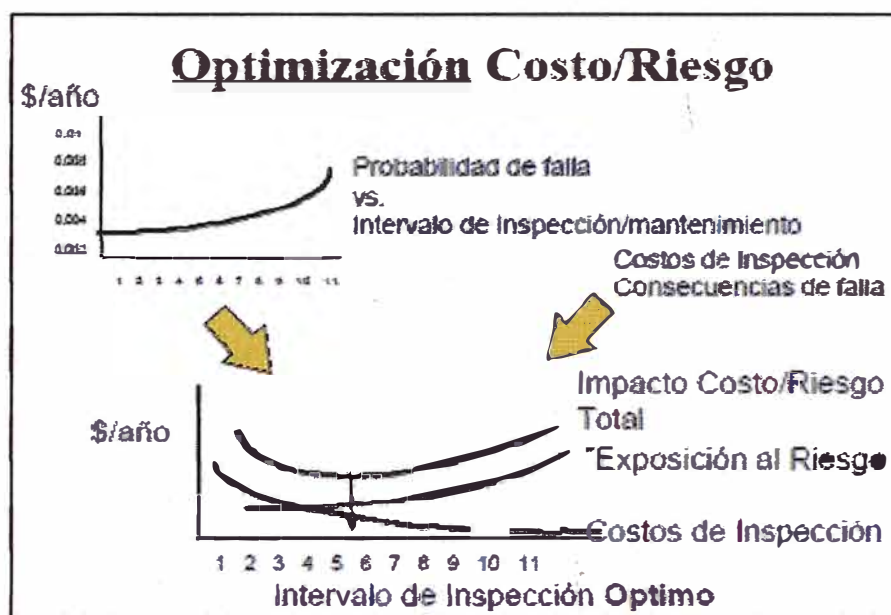 Optimización Costo/Riesgo
$/año
0.004
Probabilidad de falla
vs.
Intervalo de Inspección/mantenimiento
1 2 3 4 5 6 7 8 9 10 11
Costos de Inspección
Consecuencias de falla
$/año
Impacto Costo/Riesgo
Total
Exposición al Riesgo
Costos de Inspección
1 2 3 4 5 6 7 8 9 10 11
Intervalo de Inspección Optimo